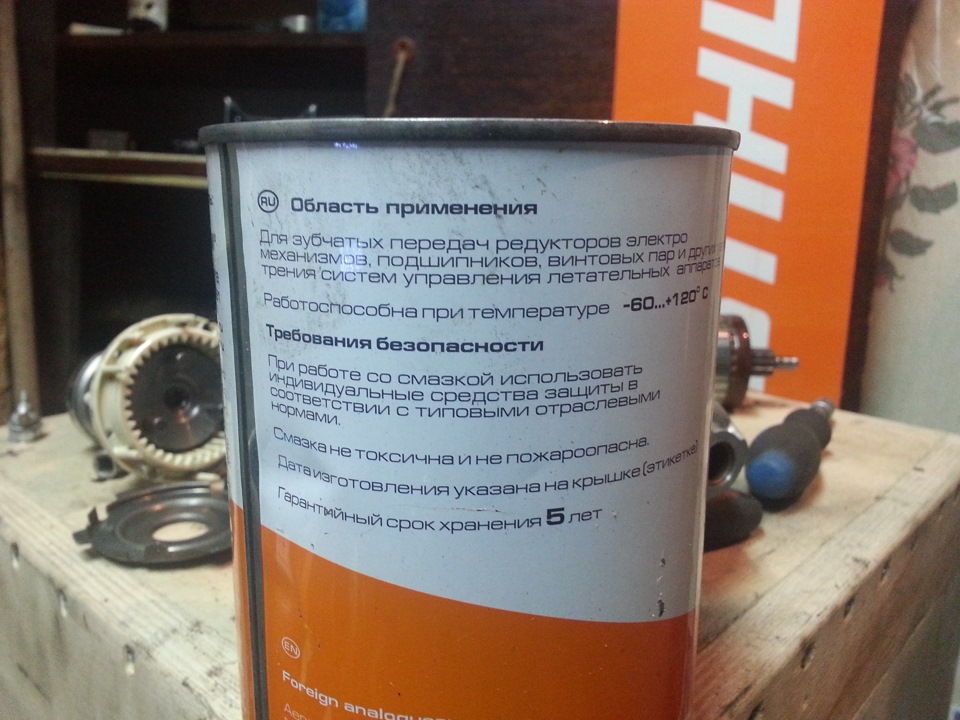 RU Область применения
Для зубчатых передач редукторов электро
механизмов, подшипников, винтовых пар и других
трения систем управления летательных аппаратов
Работоспособна при температуре -60...+120° С
Требования безопасности
При работе со смазкой использовать
индивидуальные средства защиты в
соответствии с типовыми отраслевыми
нормами.
Смазка не токсична и не пожароопасна.
Дата изготовления указана на крышке (этикетке)
Гарантийный срок хранения 5 лет
EN
Foreign analogues